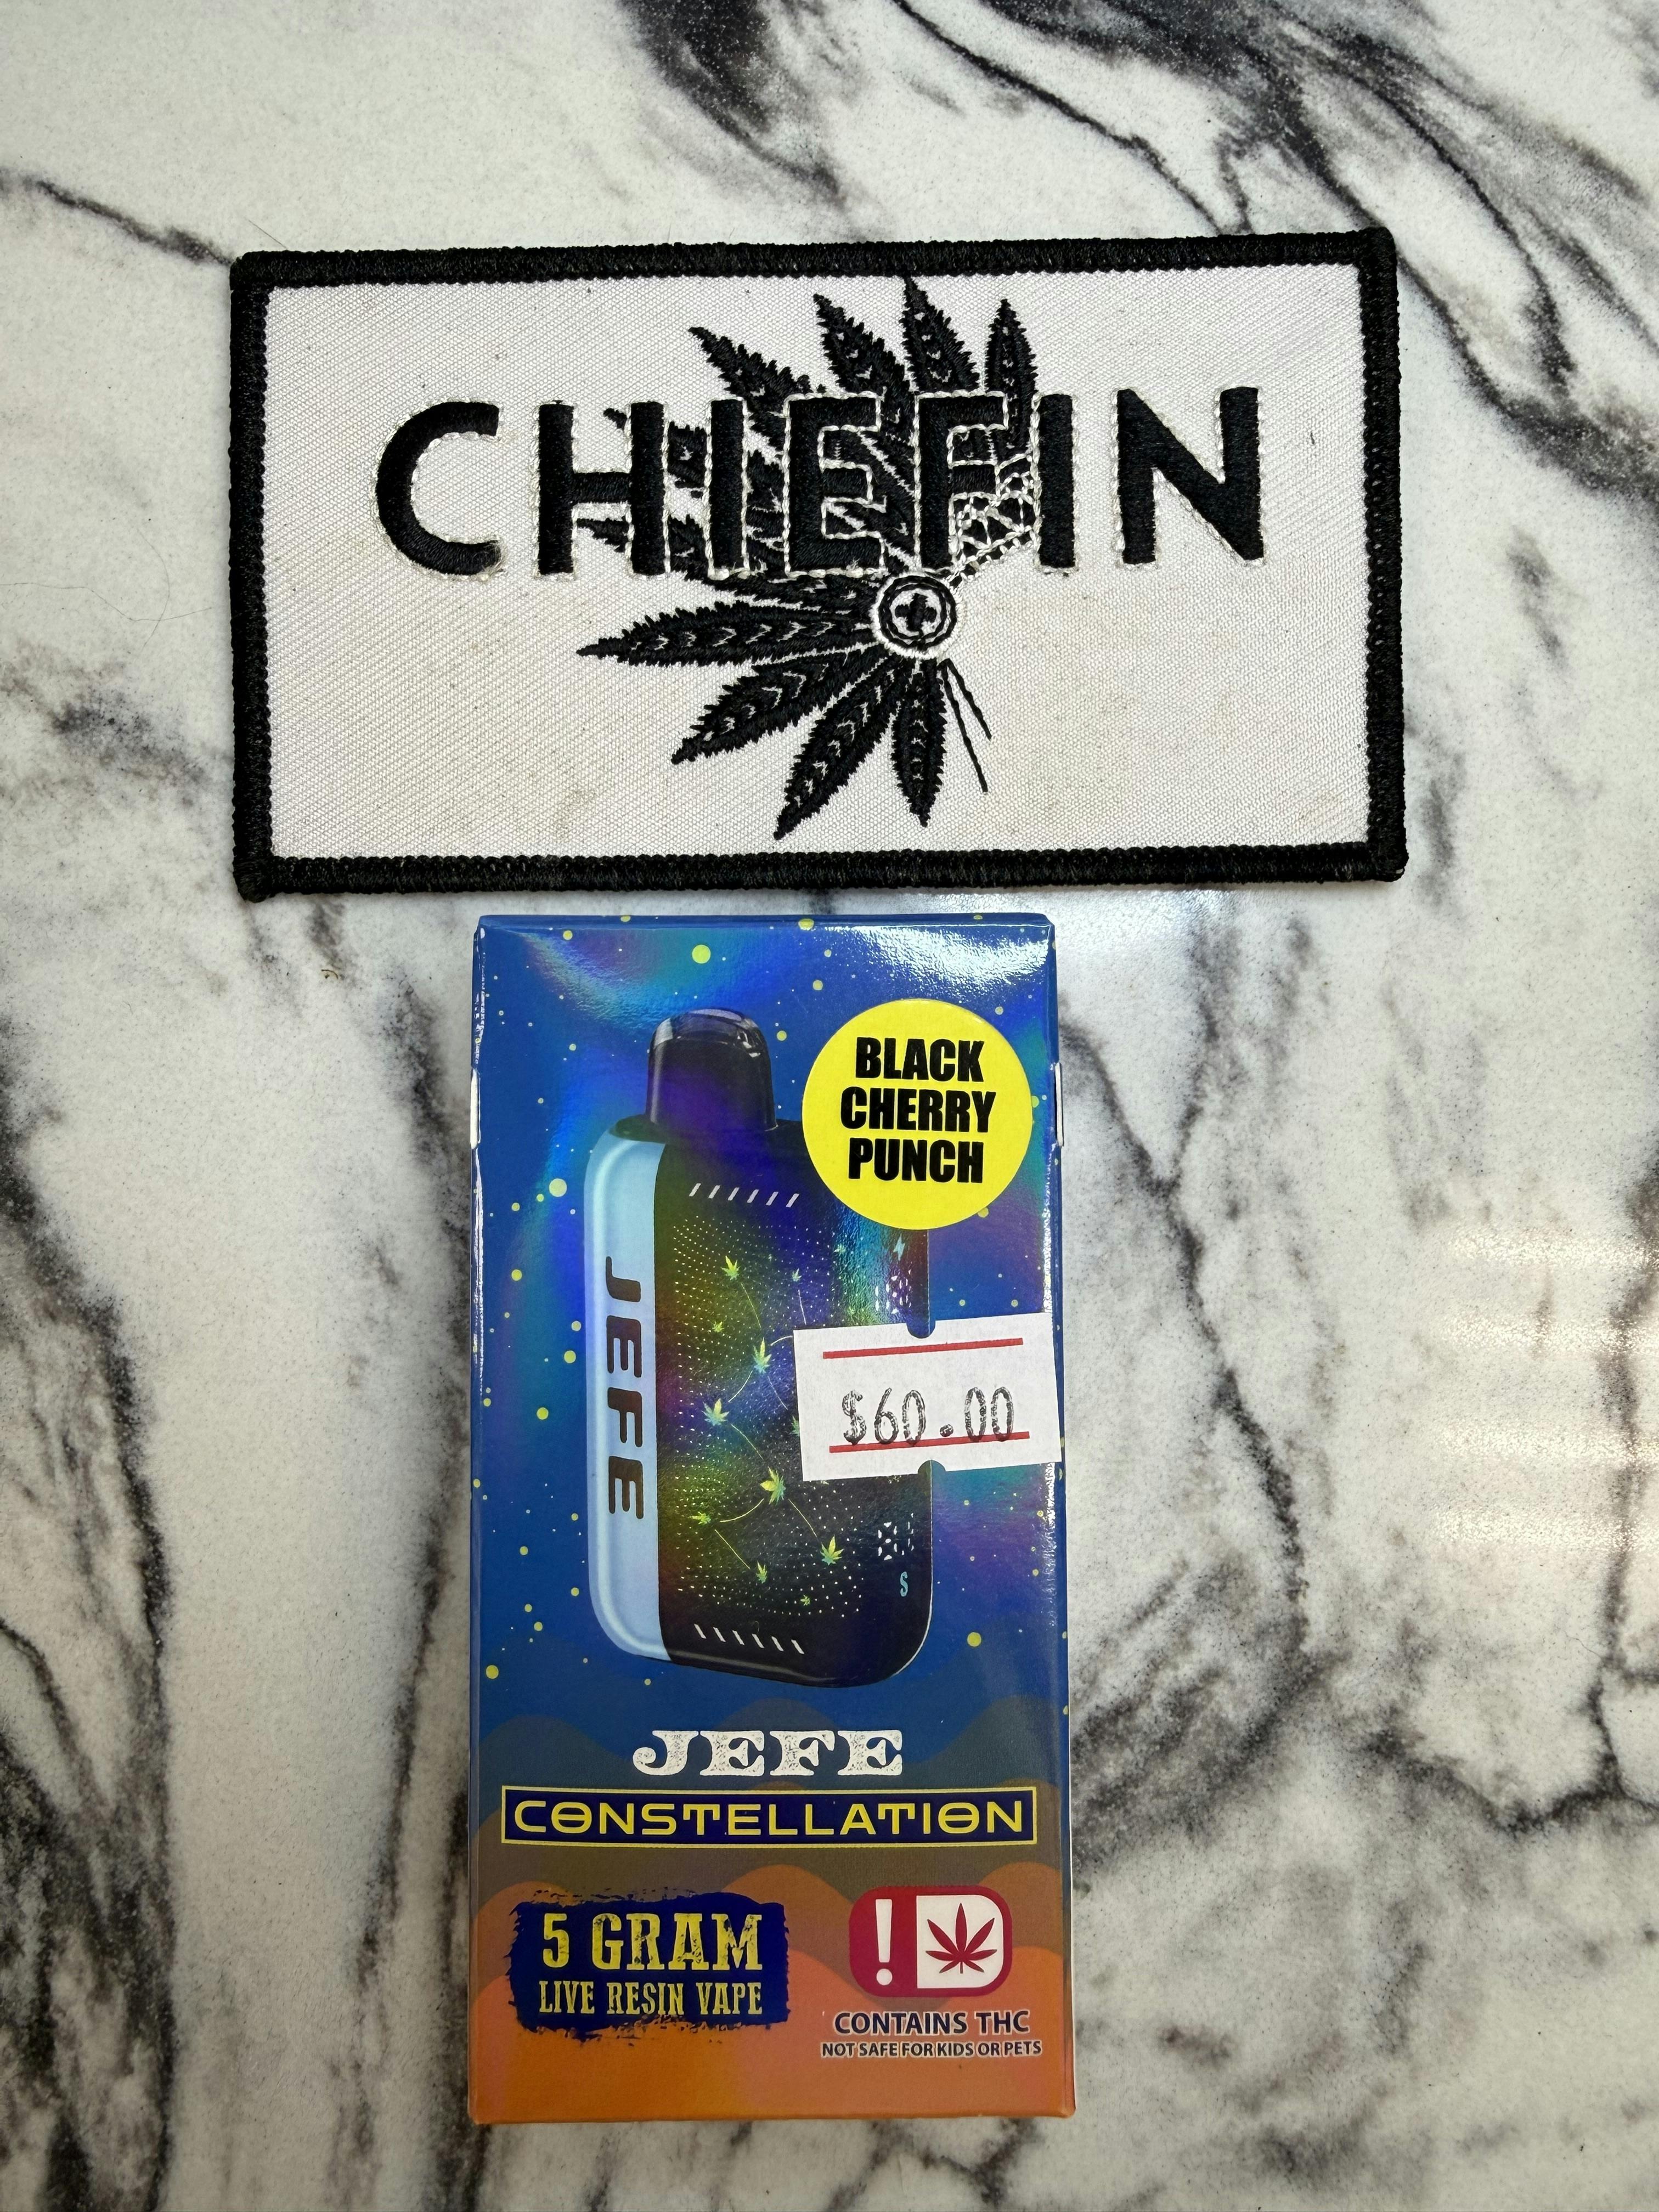 CHIEFIN
BLACK
CHERRY
PUNCH
JEFE
$60.00
$
JEFE
CONSTELLATION
5 GRAM
LIVE RESIN VAPE
!
CONTAINS THC
NOT SAFE FOR KIDS OR PETS